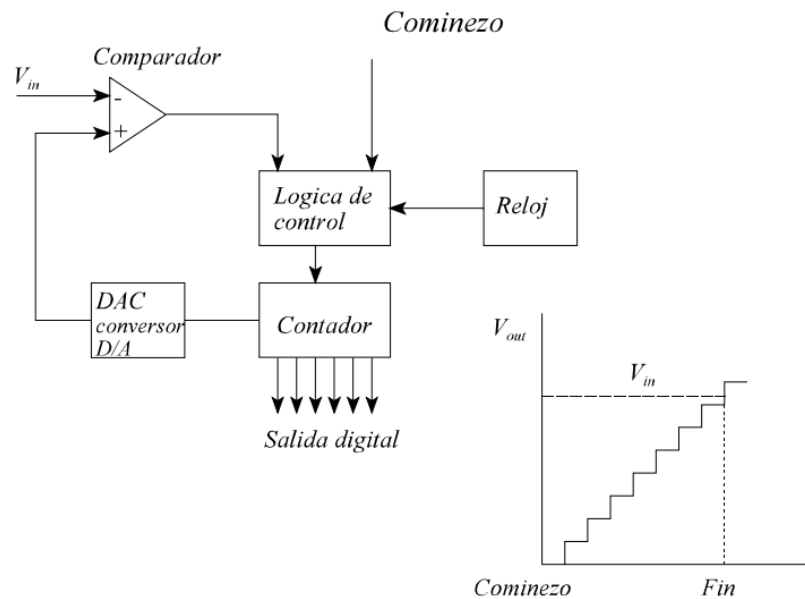 Cominezo
Comparador
V_in
-
+
Logica de
control
Reloj
DAC
conversor
D/A
Contador
Salida digital
V_out
V_in
Cominezo
Fin